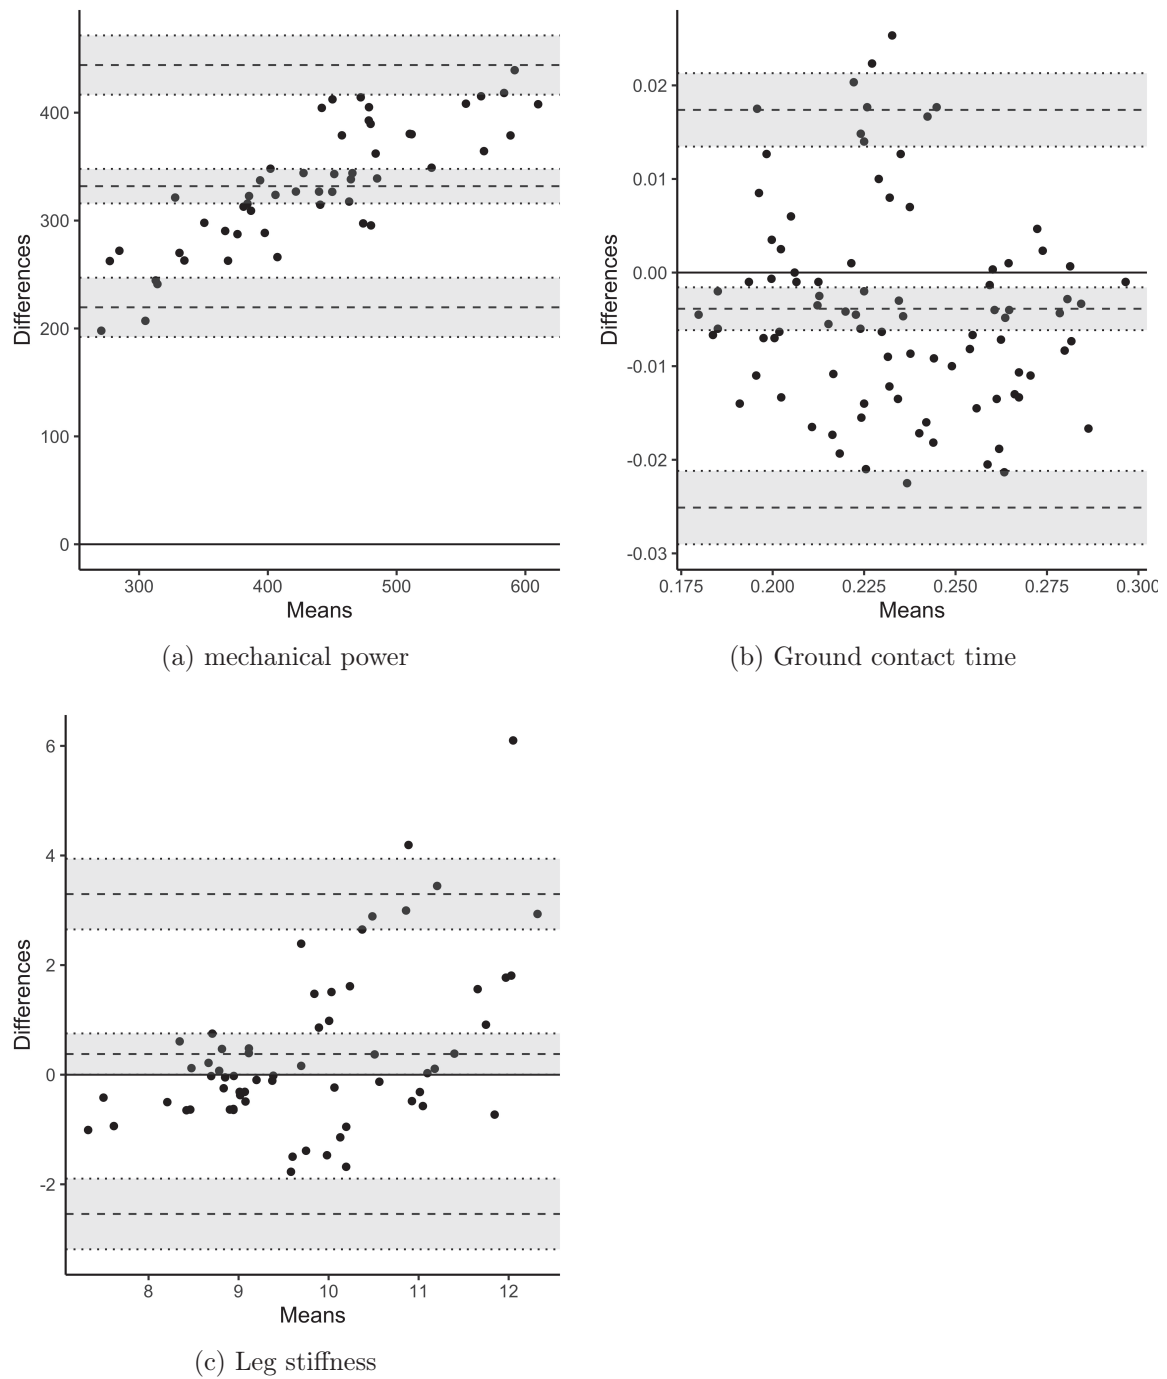 400
300
200
100
0
Differences
300 400 500 600
Means
(a) mechanical power
0.02
0.01
0.00
-0.01
-0.02
-0.03
Differences
0.175 0.200 0.225 0.250 0.275 0.300
Means
(b) Ground contact time
6
4
2
0
-2
Differences
8 9 10 11 12
Means
(c) Leg stiffness